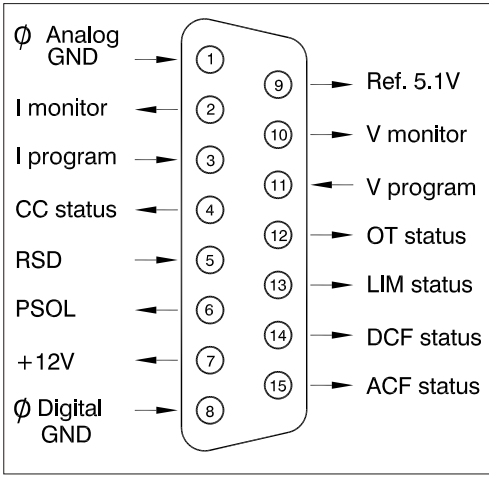 Ø Analog
GND
1
I monitor
2
I program
3
CC status
4
RSD
5
PSOL
6
+12V
7
Ø Digital
GND
8
9
Ref. 5.1V
10
V monitor
11
V program
12
OT status
13
LIM status
14
DCF status
15
ACF status